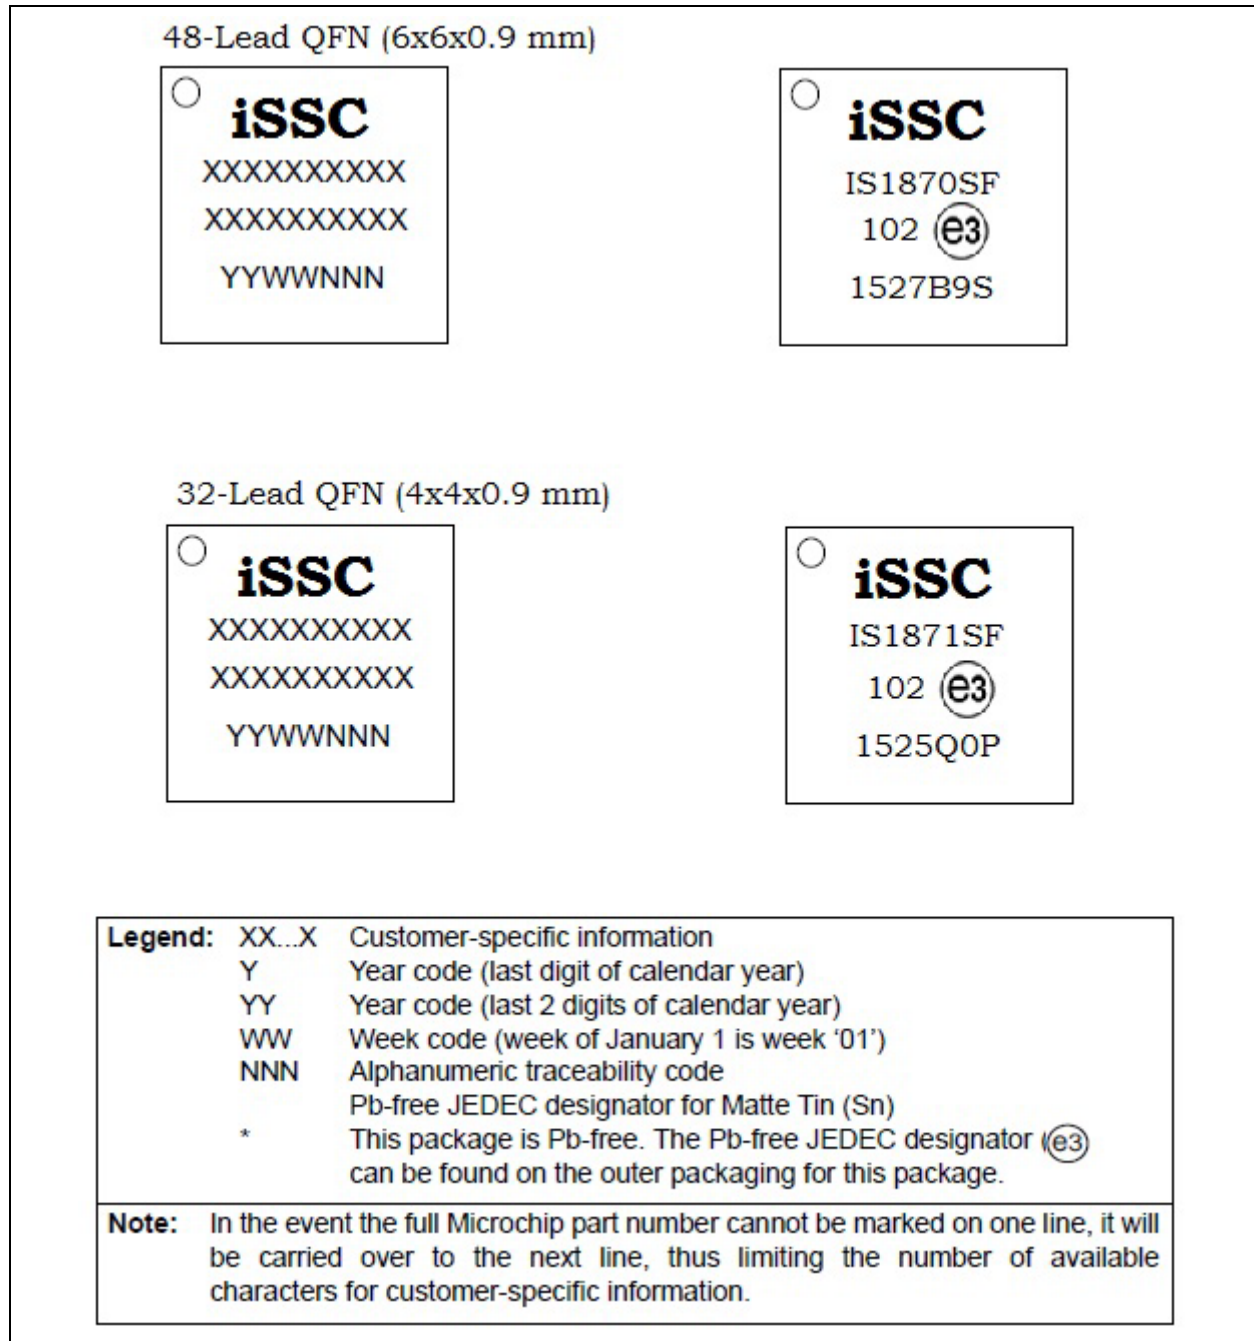 48-Lead QFN (6x6x0.9 mm)
iSSC
XXXXXXXXXX
XXXXXXXXXX
YYWWNNN
iSSC
IS1870SF
102 e3
1527B9S
32-Lead QFN (4x4x0.9 mm)
iSSC
XXXXXXXXXX
XXXXXXXXXX
YYWWNNN
iSSC
IS1871SF
102 e3
1525Q0P
Legend: XX...X Customer-specific information
Y Year code (last digit of calendar year)
YY Year code (last 2 digits of calendar year)
WW Week code (week of January 1 is week ‘01’)
NNN Alphanumeric traceability code
Pb-free JEDEC designator for Matte Tin (Sn)
* This package is Pb-free. The Pb-free JEDEC designator (e3)
can be found on the outer packaging for this package.
Note: In the event the full Microchip part number cannot be marked on one line, it will
be carried over to the next line, thus limiting the number of available
characters for customer-specific information.